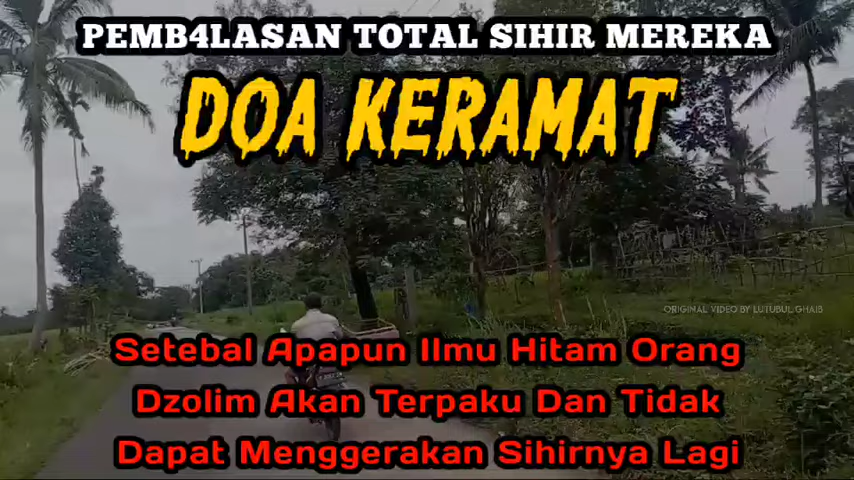 PEMB4LASAN TOTAL SIHIR MEREKA
DOA KERAMAT
ORIGINAL VIDEO BY LUTUBUL GHAIB
Setebal Apapun Ilmu Hitam Orang
Dzolim Akan Terpaku Dan Tidak
Dapat Menggerakan Sihirnya Lagi